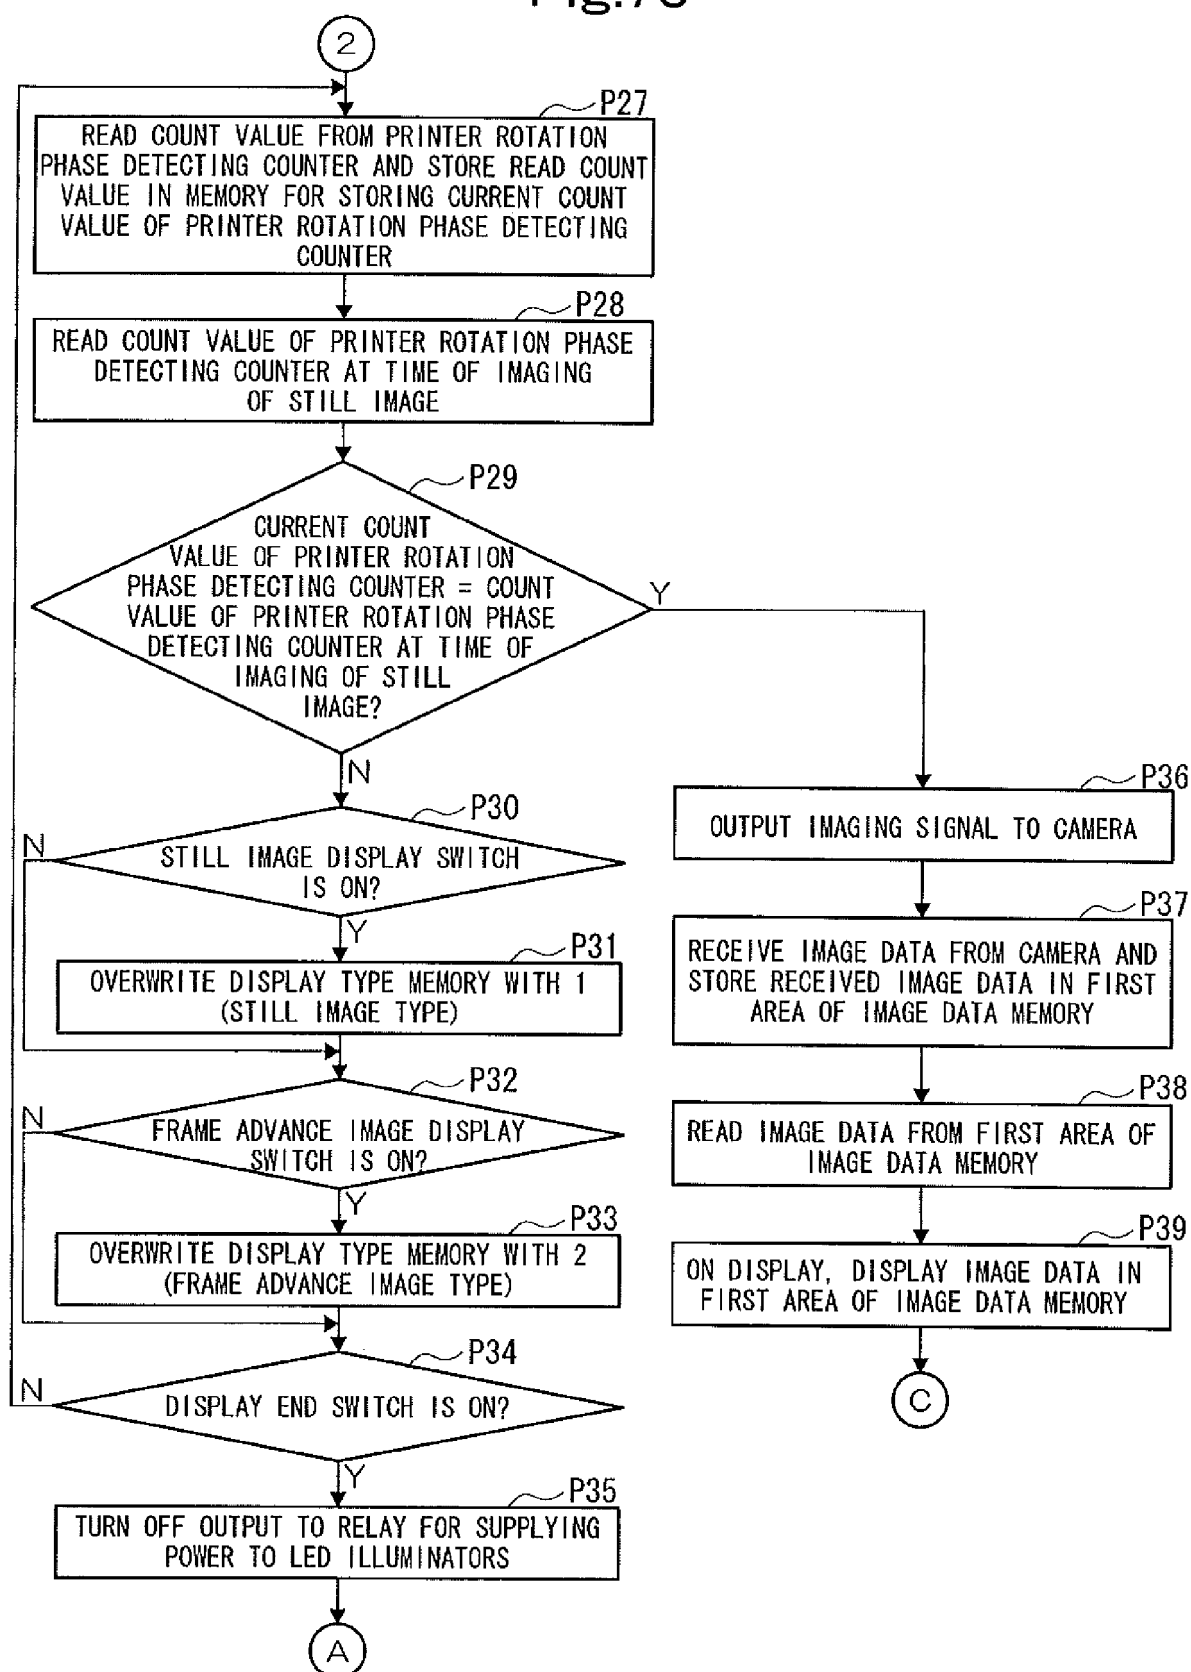 2
P27
READ COUNT VALUE FROM PRINTER ROTATION
PHASE DETECTING COUNTER AND STORE READ COUNT
VALUE IN MEMORY FOR STORING CURRENT COUNT
VALUE OF PRINTER ROTATION PHASE DETECTING
COUNTER
P28
READ COUNT VALUE OF PRINTER ROTATION PHASE
DETECTING COUNTER AT TIME OF IMAGING
OF STILL IMAGE
P29
CURRENT COUNT
VALUE OF PRINTER ROTATION
PHASE DETECTING COUNTER = COUNT
VALUE OF PRINTER ROTATION PHASE
DETECTING COUNTER AT TIME OF
IMAGING OF STILL
IMAGE?
Y
N
P30
N
STILL IMAGE DISPLAY SWITCH
IS ON?
Y
P31
OVERWRITE DISPLAY TYPE MEMORY WITH 1
(STILL IMAGE TYPE)
P32
N
FRAME ADVANCE IMAGE DISPLAY
SWITCH IS ON?
Y
P33
OVERWRITE DISPLAY TYPE MEMORY WITH 2
(FRAME ADVANCE IMAGE TYPE)
P34
N
DISPLAY END SWITCH IS ON?
Y
P35
TURN OFF OUTPUT TO RELAY FOR SUPPLYING
POWER TO LED ILLUMINATORS
A
P36
OUTPUT IMAGING SIGNAL TO CAMERA
P37
RECEIVE IMAGE DATA FROM CAMERA AND
STORE RECEIVED IMAGE DATA IN FIRST
AREA OF IMAGE DATA MEMORY
P38
READ IMAGE DATA FROM FIRST AREA OF
IMAGE DATA MEMORY
P39
ON DISPLAY, DISPLAY IMAGE DATA IN
FIRST AREA OF IMAGE DATA MEMORY
C